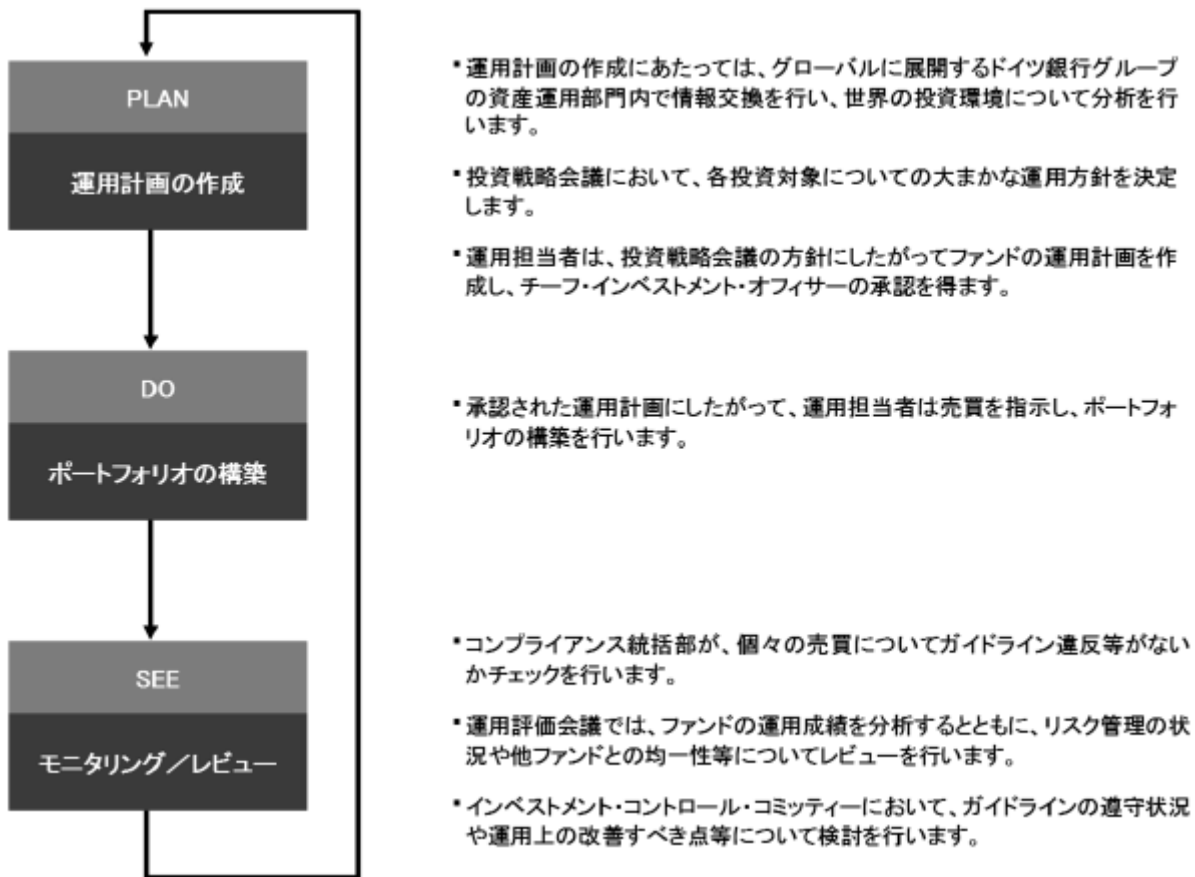 PLAN
運用計画の作成
▪運用計画の作成にあたっては、グローバルに展開するドイツ銀行グループ
の資産運用部門内で情報交換を行い、世界の投資環境について分析を行
います。
▪投資戦略会議において、各投資対象についての大まかな運用方針を決定
します。
▪運用担当者は、投資戦略会議の方針にしたがってファンドの運用計画を作
成し、チーフ・インベストメント・オフィサーの承認を得ます。
DO
ポートフォリオの構築
▪承認された運用計画にしたがって、運用担当者は売買を指示し、ポートフォ
リオの構築を行います。
SEE
モニタリング／レビュー
▪コンプライアンス統括部が、個々の売買についてガイドライン違反等がない
かチェックを行います。
▪運用評価会議では、ファンドの運用成績を分析するとともに、リスク管理の状
況や他ファンドとの均一性等についてレビューを行います。
▪インベストメント・コントロール・コミッティーにおいて、ガイドラインの遵守状況
や運用上の改善すべき点等について検討を行います。